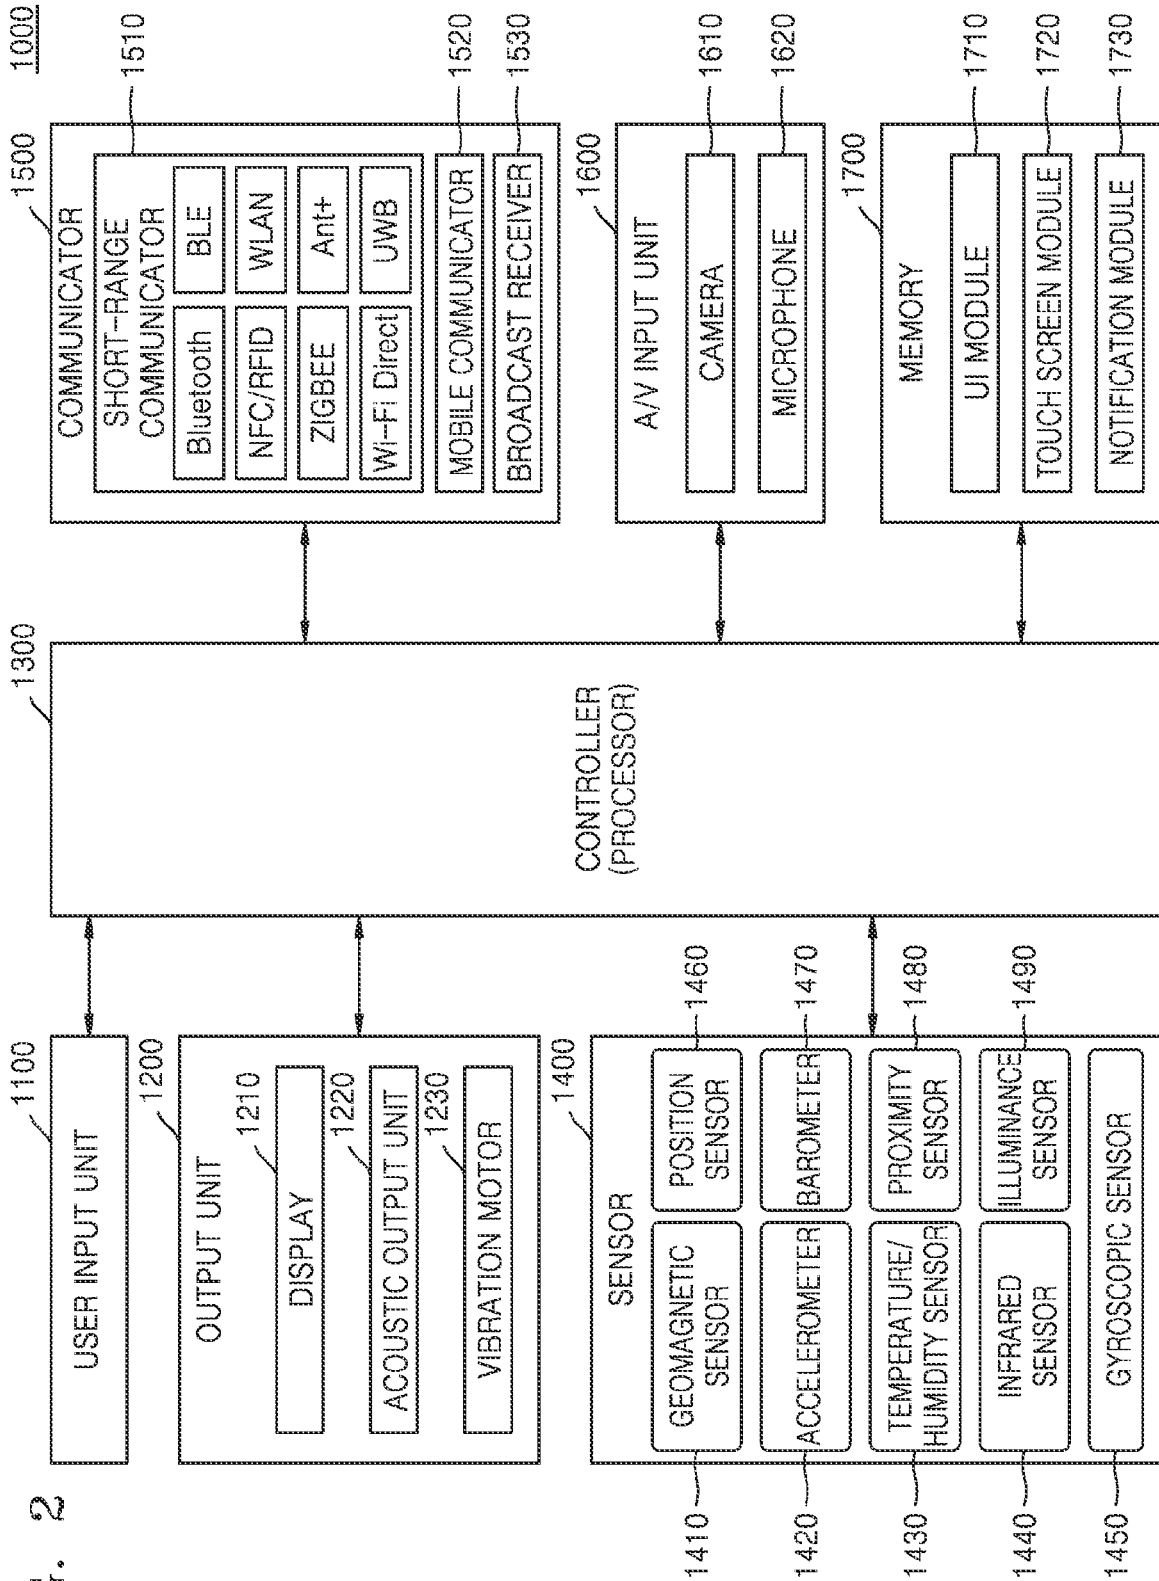 . 2
1000
1100
USER INPUT UNIT
1200
OUTPUT UNIT
1210
DISPLAY
1220
ACOUSTIC OUTPUT UNIT
1230
VIBRATION MOTOR
1400
SENSOR
1410
GEOMAGNETIC
SENSOR
POSITION
SENSOR
1460
1420
ACCELEROMETER
BAROMETER
1470
1430
TEMPERATURE/
HUMIDITY SENSOR
PROXIMITY
SENSOR
1480
1440
INFRARED
SENSOR
ILLUMINANCE
SENSOR
1490
1450
GYROSCOPIC SENSOR
1300
CONTROLLER
(PROCESSOR)
1500
COMMUNICATOR
SHORT-RANGE
COMMUNICATOR
1510
Bluetooth
BLE
NFC/RFID
WLAN
ZIGBEE
Ant+
Wi-Fi Direct
UWB
MOBILE COMMUNICATOR
1520
BROADCAST RECEIVER
1530
1600
A/V INPUT UNIT
CAMERA
1610
MICROPHONE
1620
1700
MEMORY
UI MODULE
1710
TOUCH SCREEN MODULE
1720
NOTIFICATION MODULE
1730